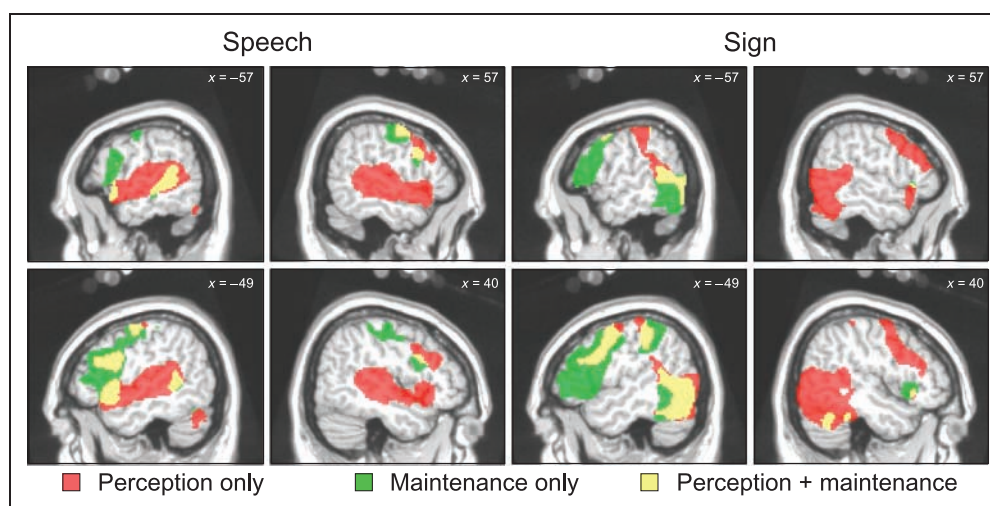 Speech Sign
x = –57
x = 57
x = –57
x = 57
x = –49
x = 40
x = –49
x = 40
Perception only Maintenance only Perception + maintenance